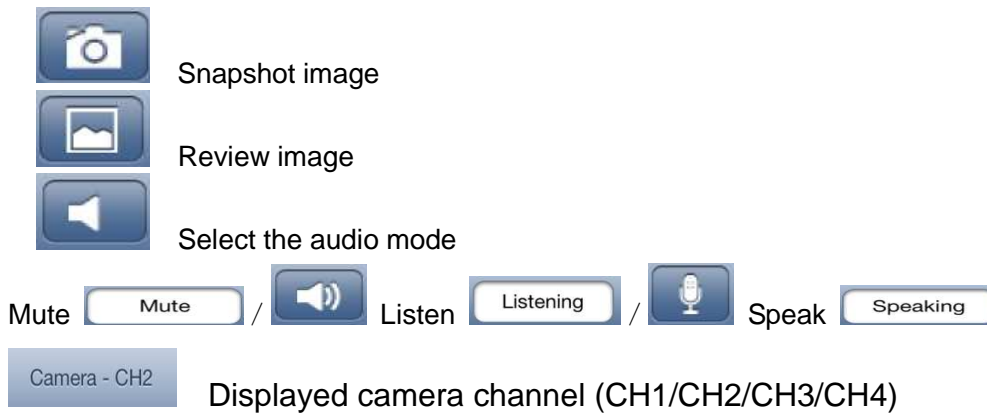 Snapshot image
Review image
Select the audio mode
Mute Mute / Listen Listening / Speak Speaking
Camera - CH2 Displayed camera channel (CH1/CH2/CH3/CH4)